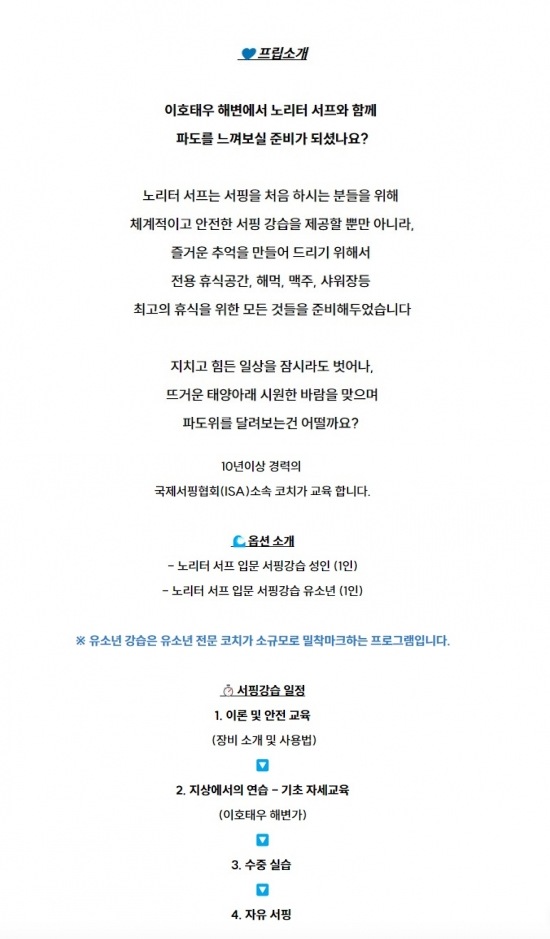 💙 프립소개
이호태우 해변에서 노리터 서프와 함께
파도를 느껴보실 준비가 되셨나요?
노리터 서프는 서핑을 처음 하시는 분들을 위해
체계적이고 안전한 서핑 강습을 제공할 뿐만 아니라,
즐거운 추억을 만들어 드리기 위해서
전용 휴식공간, 해먹, 맥주, 샤워장등
최고의 휴식을 위한 모든 것들을 준비해두었습니다
지치고 힘든 일상을 잠시라도 벗어나,
뜨거운 태양아래 시원한 바람을 맞으며
파도위를 달려보는건 어떨까요?
10년이상 경력의
국제서핑협회(ISA)소속 코치가 교육 합니다.
🌊 옵션 소개
- 노리터 서프 입문 서핑강습 성인 (1인)
- 노리터 서프 입문 서핑강습 유소년 (1인)
※ 유소년 강습은 유소년 전문 코치가 소규모로 밀착마크하는 프로그램입니다.
⏱ 서핑강습 일정
1. 이론 및 안전 교육
(장비 소개 및 사용법)
🔽
2. 지상에서의 연습 - 기초 자세교육
(이호태우 해변가)
🔽
3. 수중 실습
🔽
4. 자유 서핑